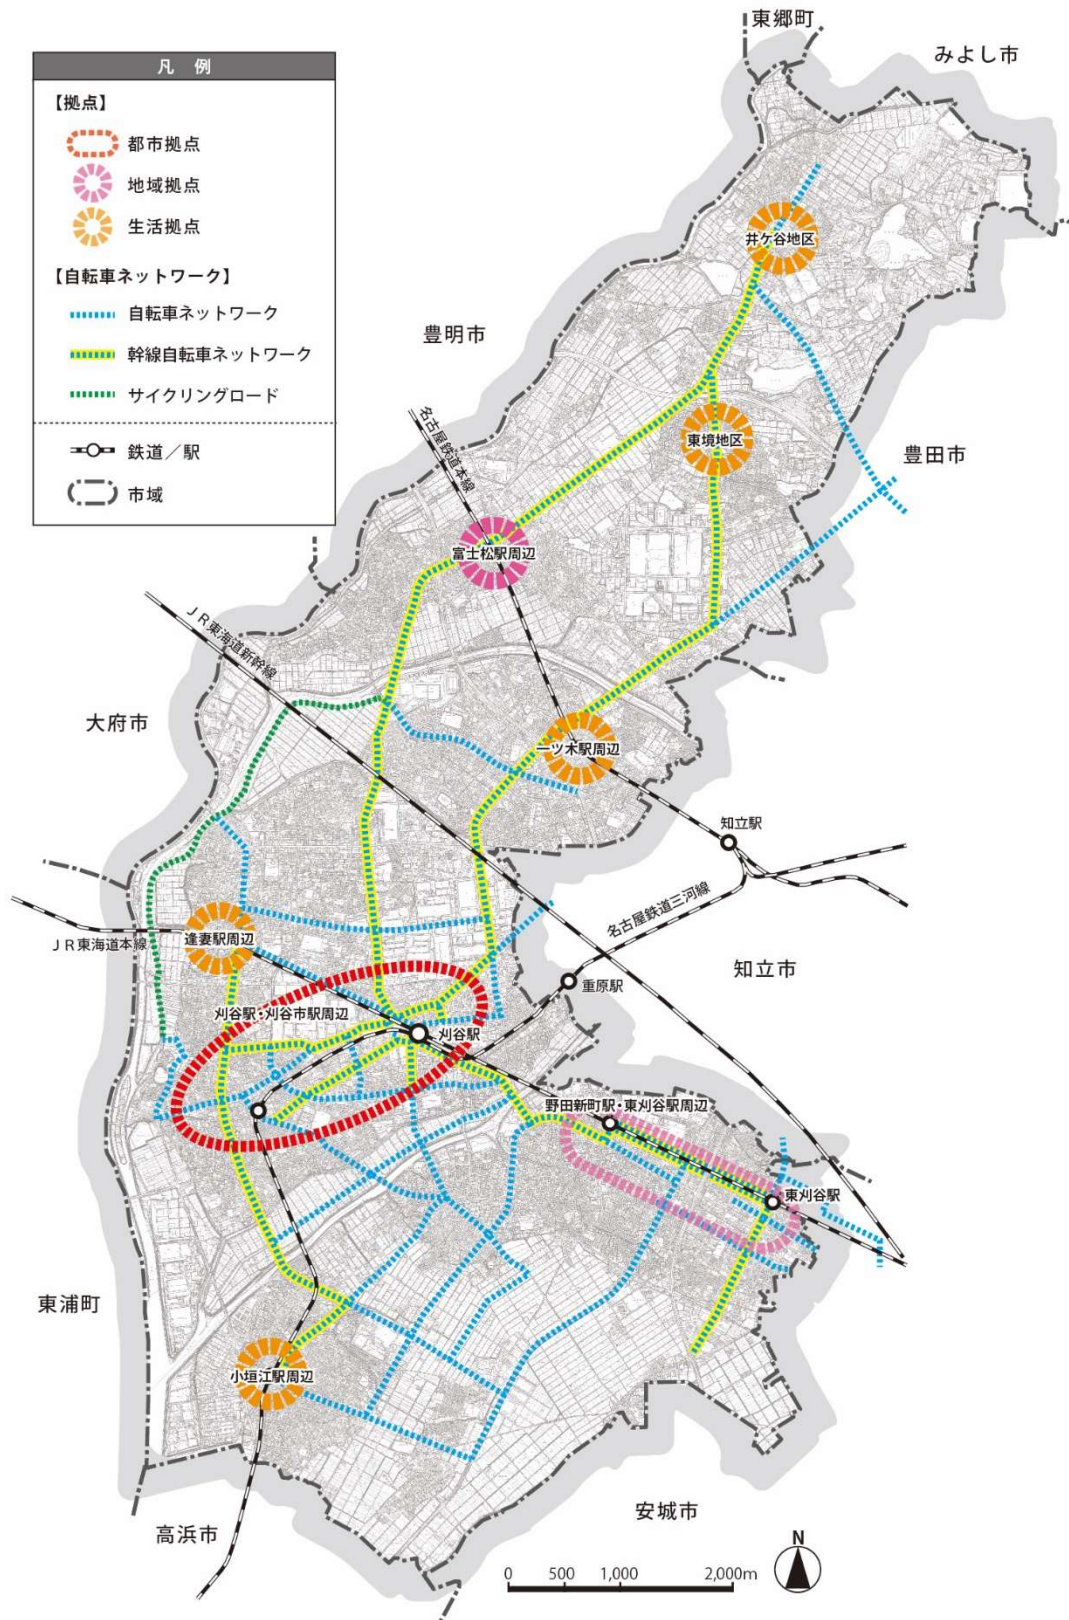 東郷町
みよし市
凡 例
【拠点】
都市拠点
地域拠点
生活拠点
【自転車ネットワーク】
自転車ネットワーク
幹線自転車ネットワーク
サイクリングロード
鉄道／駅
市域
井ケ谷地区
豊明市
名古屋鉄道本線
東境地区
豊田市
富士松駅周辺
JR東海道新幹線
大府市
一ツ木駅周辺
知立駅
名古屋鉄道三河線
逢妻駅周辺
JR東海道本線
知立市
重原駅
刈谷駅・刈谷市駅周辺
刈谷駅
野田新町駅・東刈谷駅周辺
東刈谷駅
東浦町
小垣江駅周辺
安城市
高浜市
N
0 500 1,000 2,000m